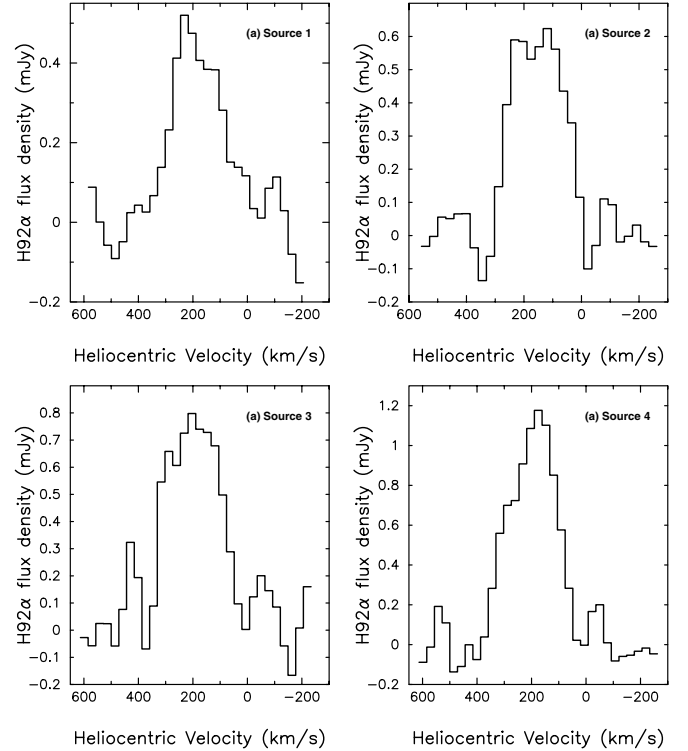 (a) Source 1
0.4
0.2
0
−0.2
600 400 200 0 −200
H92α flux density (mJy)
Heliocentric Velocity (km/s)
(a) Source 2
0.6
0.5
0.4
0.3
0.2
0.1
0
−0.1
−0.2
600 400 200 0 −200
H92α flux density (mJy)
Heliocentric Velocity (km/s)
(a) Source 3
0.8
0.7
0.6
0.5
0.4
0.3
0.2
0.1
0
−0.1
−0.2
600 400 200 0 −200
H92α flux density (mJy)
Heliocentric Velocity (km/s)
(a) Source 4
1.2
1
0.8
0.6
0.4
0.2
0
−0.2
600 400 200 0 −200
H92α flux density (mJy)
Heliocentric Velocity (km/s)